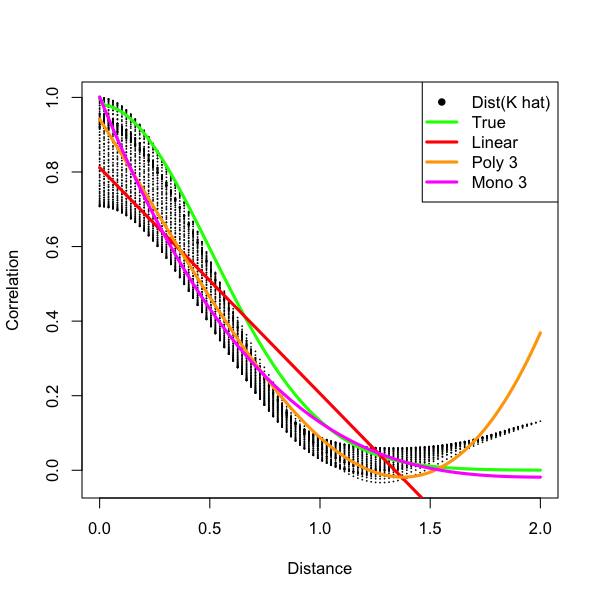 Dist(K hat)
True
Linear
Poly 3
Mono 3
1.0
0.8
0.6
0.4
0.2
0.0
Correlation
0.0 0.5 1.0 1.5 2.0
Distance